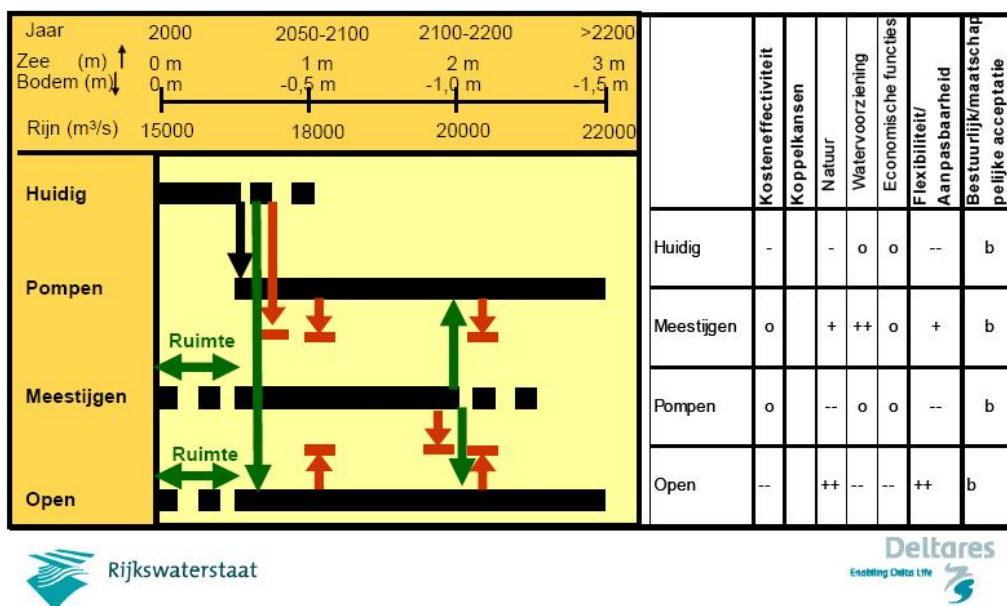 Jaar 2000 2050-2100 2100-2200 >2200
Zee (m) 0 m 1 m 2 m 3 m
Bodem (m) 0 m -0,5 m -1,0 m -1,5 m
Rijn (m³/s) 15000 18000 20000 22000
Huidig
Pompen
Ruimte
Meestijgen
Ruimte
Open
Kosteneffectiviteit
Koppelkansen
Natuur
Watervoorziening
Economische functies
Flexibiliteit/
Aanpasbaarheid
Bestuurlijk/maatschap
pelijke acceptatie
Huidig - - o o -- b
Meestijgen o + ++ o + b
Pompen o -- o o -- b
Open -- ++ -- -- ++ b
Rijkswaterstaat
Deltares
Enabling Delta Life